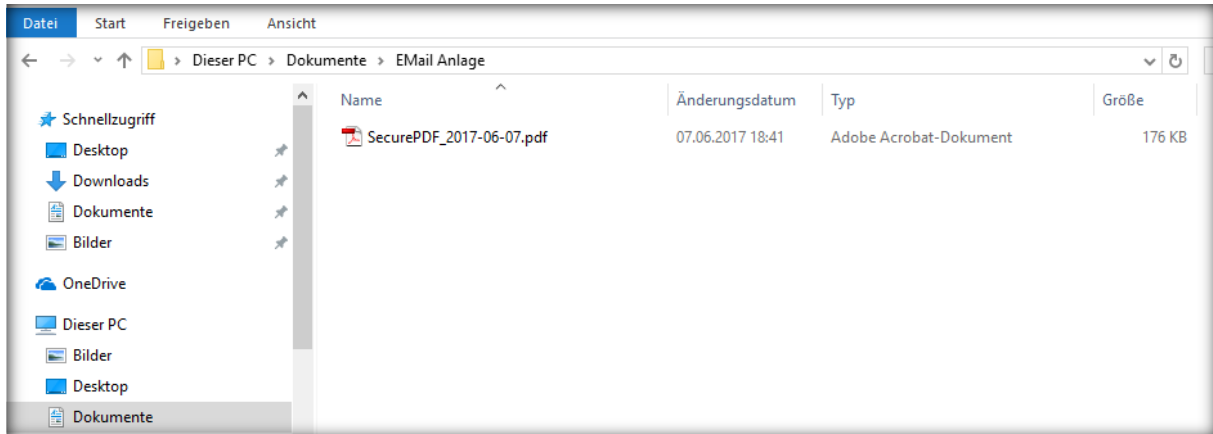 Datei Start Freigeben Ansicht
Dieser PC > Dokumente > EMail Anlage
Name Änderungsdatum Typ Größe
SecurePDF_2017-06-07.pdf 07.06.2017 18:41 Adobe Acrobat-Dokument 176 KB
Schnellzugriff
Desktop
Downloads
Dokumente
Bilder
OneDrive
Dieser PC
Bilder
Desktop
Dokumente